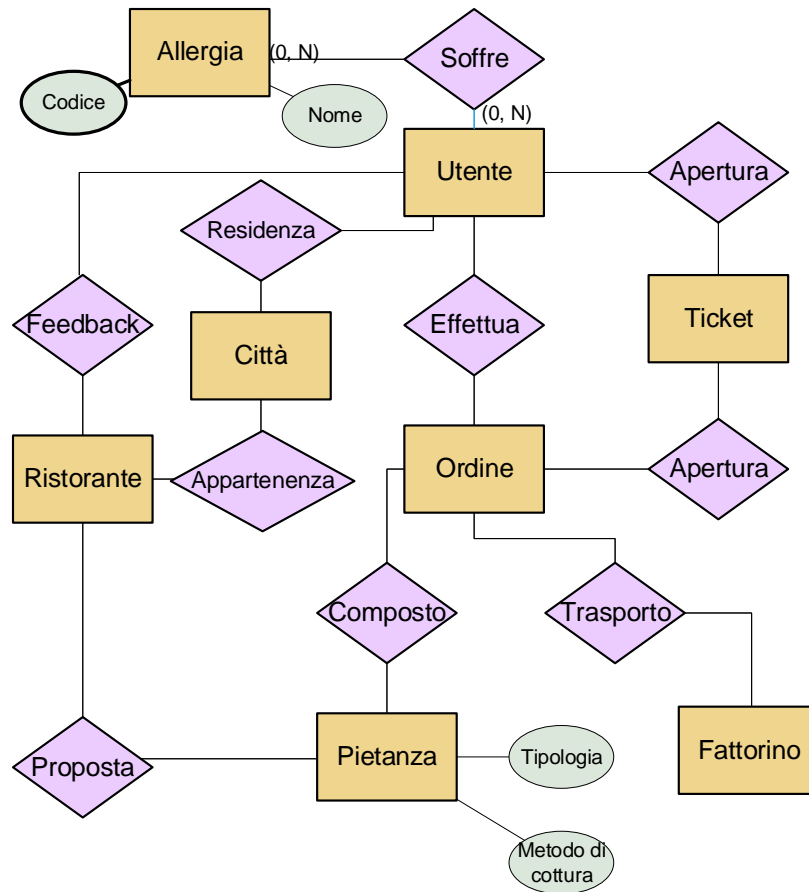 Allergia
(0, N)
Soffre
Codice
Nome
(0, N)
Utente
Apertura
Residenza
Feedback
Effettua
Ticket
Città
Ristorante
Appartenenza
Ordine
Apertura
Composto
Trasporto
Proposta
Pietanza
Tipologia
Fattorino
Metodo di
cottura